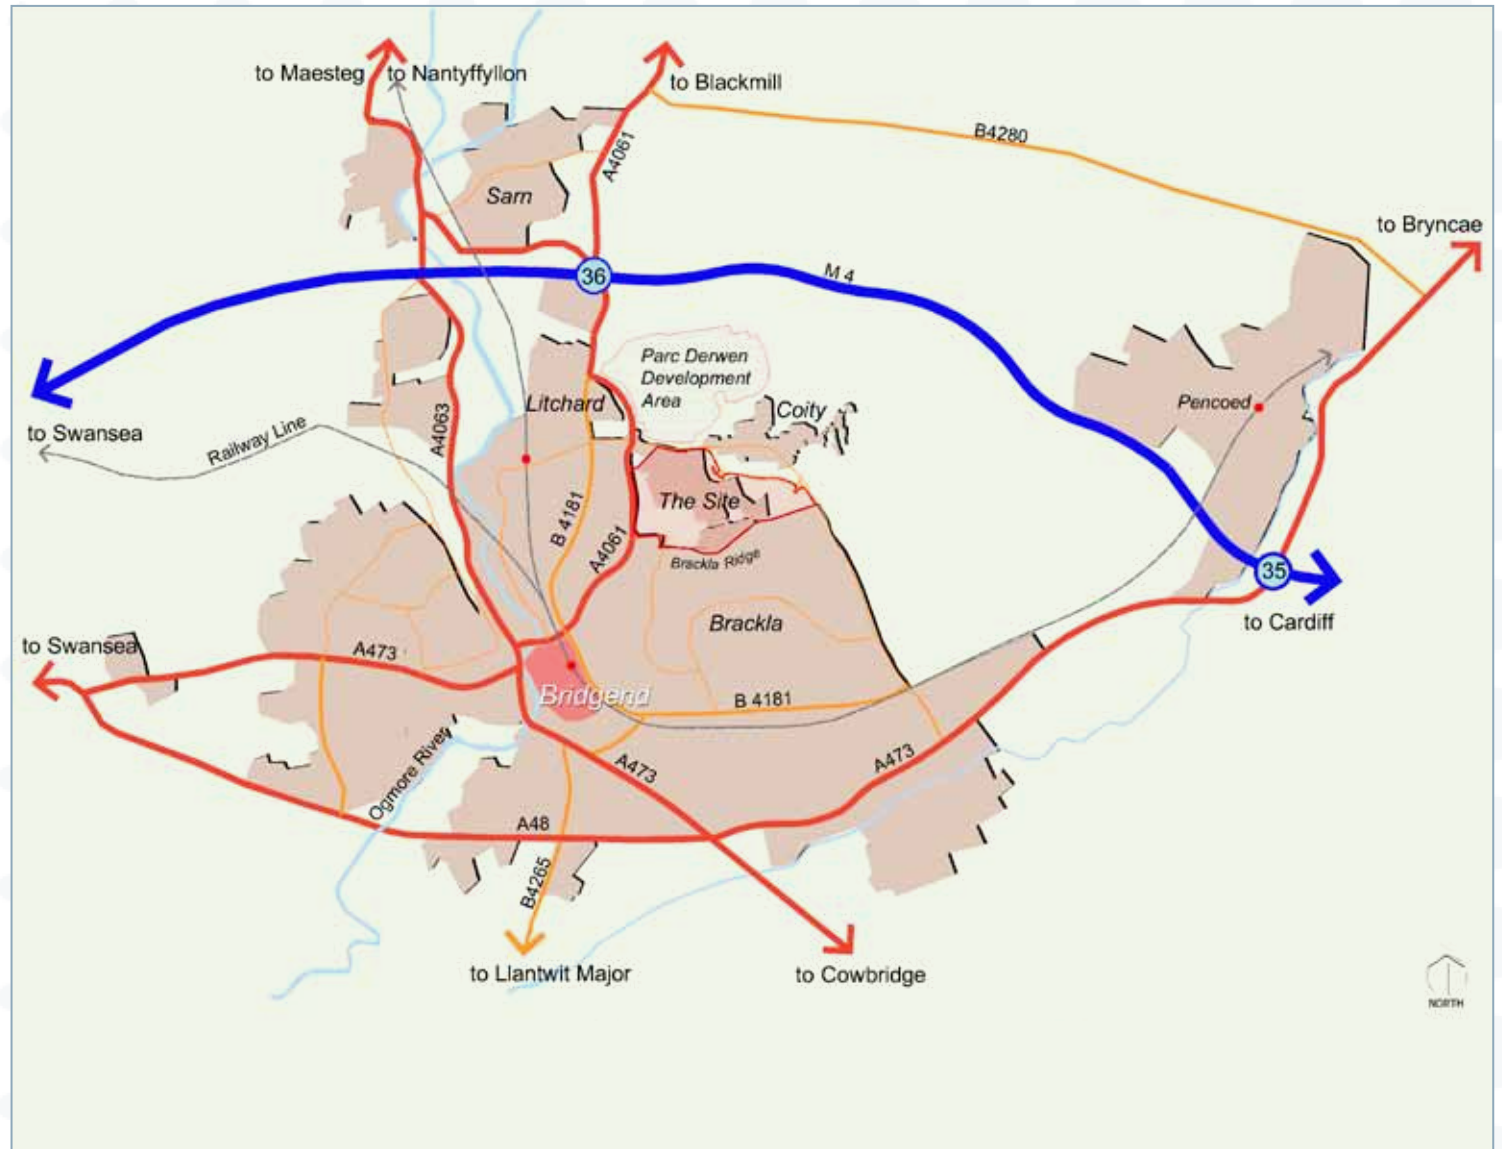 to Maesteg
to Nantyffyllon
to Blackmill
B4280
A4061
Sarn
to Bryncae
36
M 4
Parc Derwen
Development
Area
Litchard
Coity
Pencoed
A4063
to Swansea
Railway Line
The Site
B 4181
A4061
Brackla Ridge
35
to Cardiff
Brackla
to Swansea
A473
Bridgend
B 4181
Ogmore River
A473
A473
A48
B4265
to Llantwit Major
to Cowbridge
NORTH